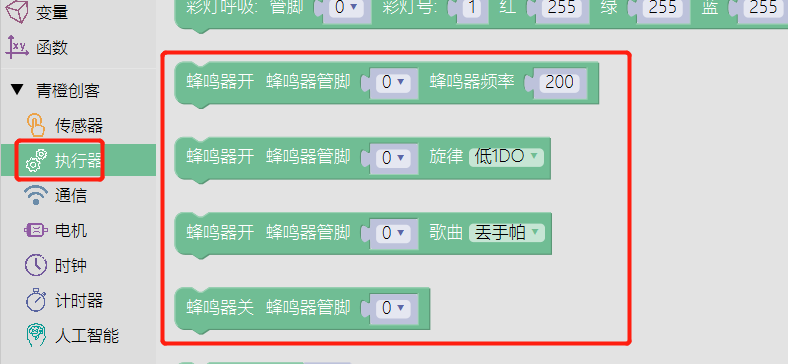 变量
函数
青橙创客
传感器
执行器
通信
电机
时钟
计时器
人工智能
彩灯呼吸: 管脚 0 彩灯号: 1 红 255 绿 255 蓝 255
蜂鸣器开 蜂鸣器管脚 0 蜂鸣器频率 200
蜂鸣器开 蜂鸣器管脚 0 旋律 低1DO
蜂鸣器开 蜂鸣器管脚 0 歌曲 丢手帕
蜂鸣器关 蜂鸣器管脚 0